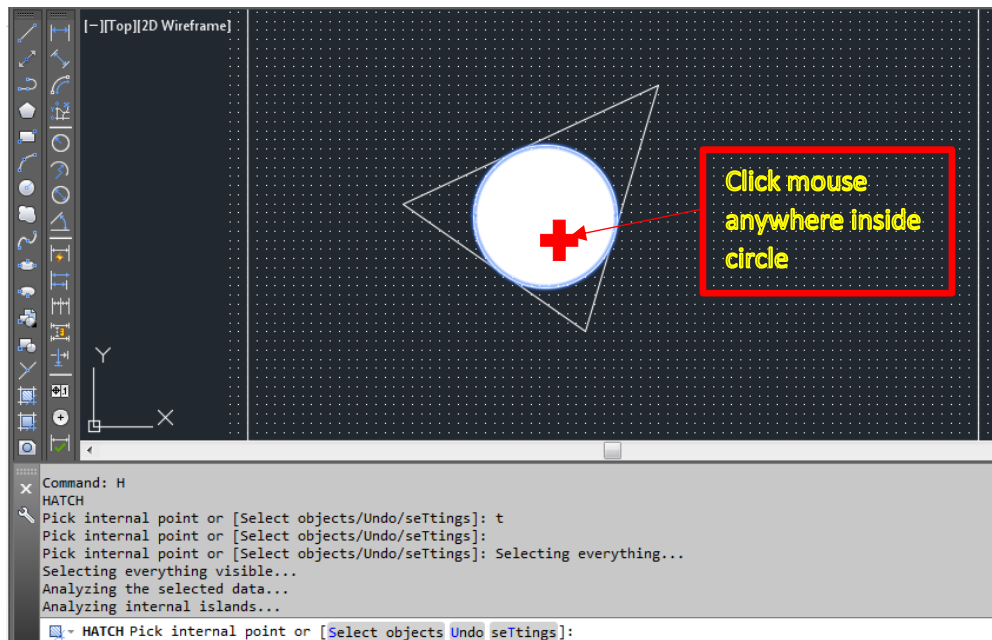 [−][Top][2D Wireframe]
Click mouse
anywhere inside
circle
Y
X
Command: H
HATCH
Pick internal point or [Select objects/Undo/seTtings]: t
Pick internal point or [Select objects/Undo/seTtings]:
Pick internal point or [Select objects/Undo/seTtings]: Selecting everything...
Selecting everything visible...
Analyzing the selected data...
Analyzing internal islands...
HATCH Pick internal point or [Select objects Undo seTtings]: